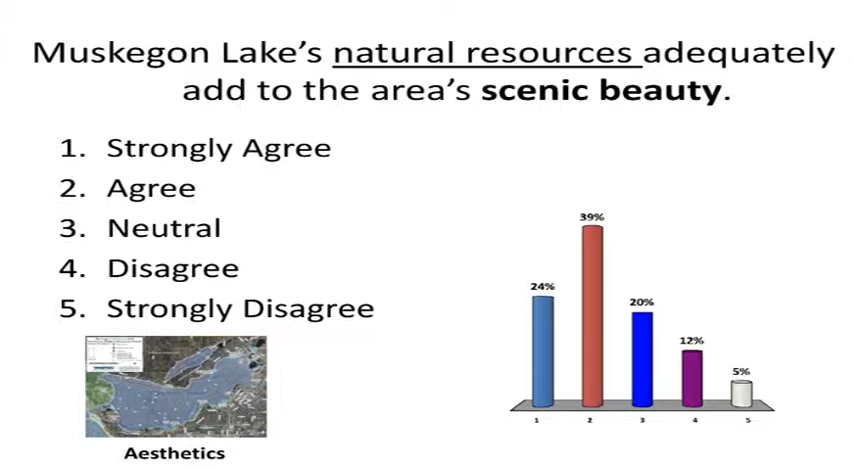 Muskegon Lake's natural resources adequately
add to the area's scenic beauty.
1. Strongly Agree
2. Agree
3. Neutral
4. Disagree
5. Strongly Disagree
39%
24%
20%
12%
5%
1 2 3 4 5
Aesthetics